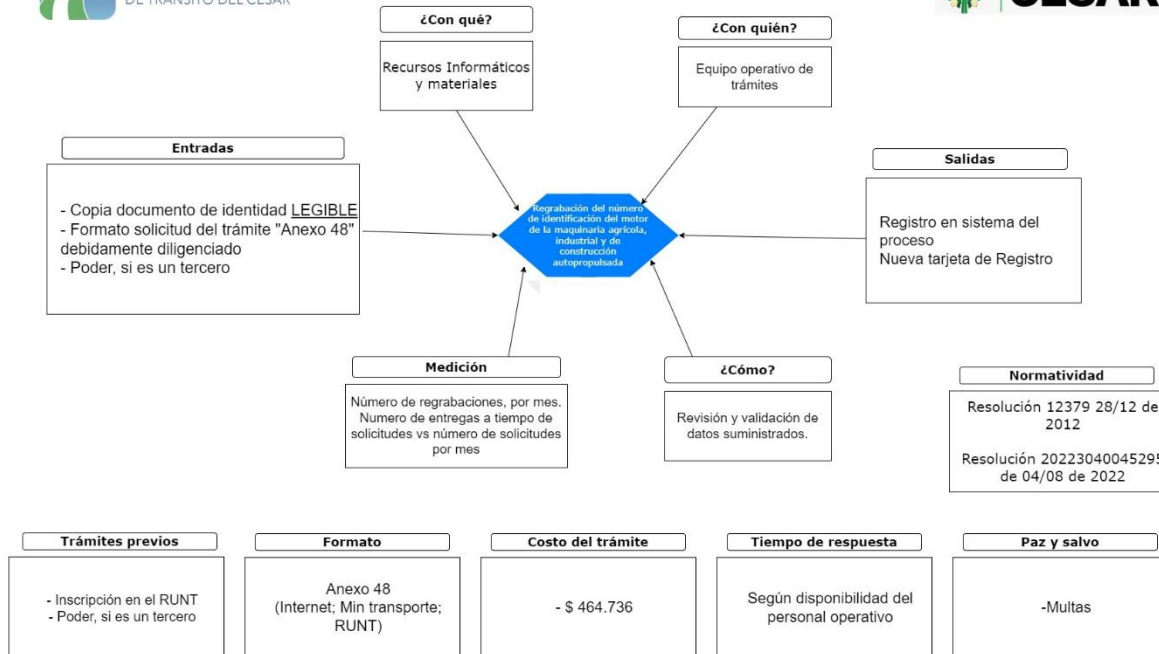 DE TRÁNSITO DEL CESAR
CESAR
¿Con qué?
Recursos Informáticos
y materiales
¿Con quién?
Equipo operativo de
trámites
Entradas
- Copia documento de identidad LEGIBLE
- Formato solicitud del trámite "Anexo 48"
debidamente diligenciado
- Poder, si es un tercero
Regrabación del número
de identificación del motor
de la maquinaria agrícola,
industrial y de
construcción
autopropulsada
Salidas
Registro en sistema del
proceso
Nueva tarjeta de Registro
Medición
Número de regrabaciones, por mes.
Numero de entregas a tiempo de
solicitudes vs número de solicitudes
por mes
¿Cómo?
Revisión y validación de
datos suministrados.
Normatividad
Resolución 12379 28/12 de
2012
Resolución 20223040045295
de 04/08 de 2022
Trámites previos
- Inscripción en el RUNT
- Poder, si es un tercero
Formato
Anexo 48
(Internet; Min transporte;
RUNT)
Costo del trámite
- $ 464.736
Tiempo de respuesta
Según disponibilidad del
personal operativo
Paz y salvo
-Multas